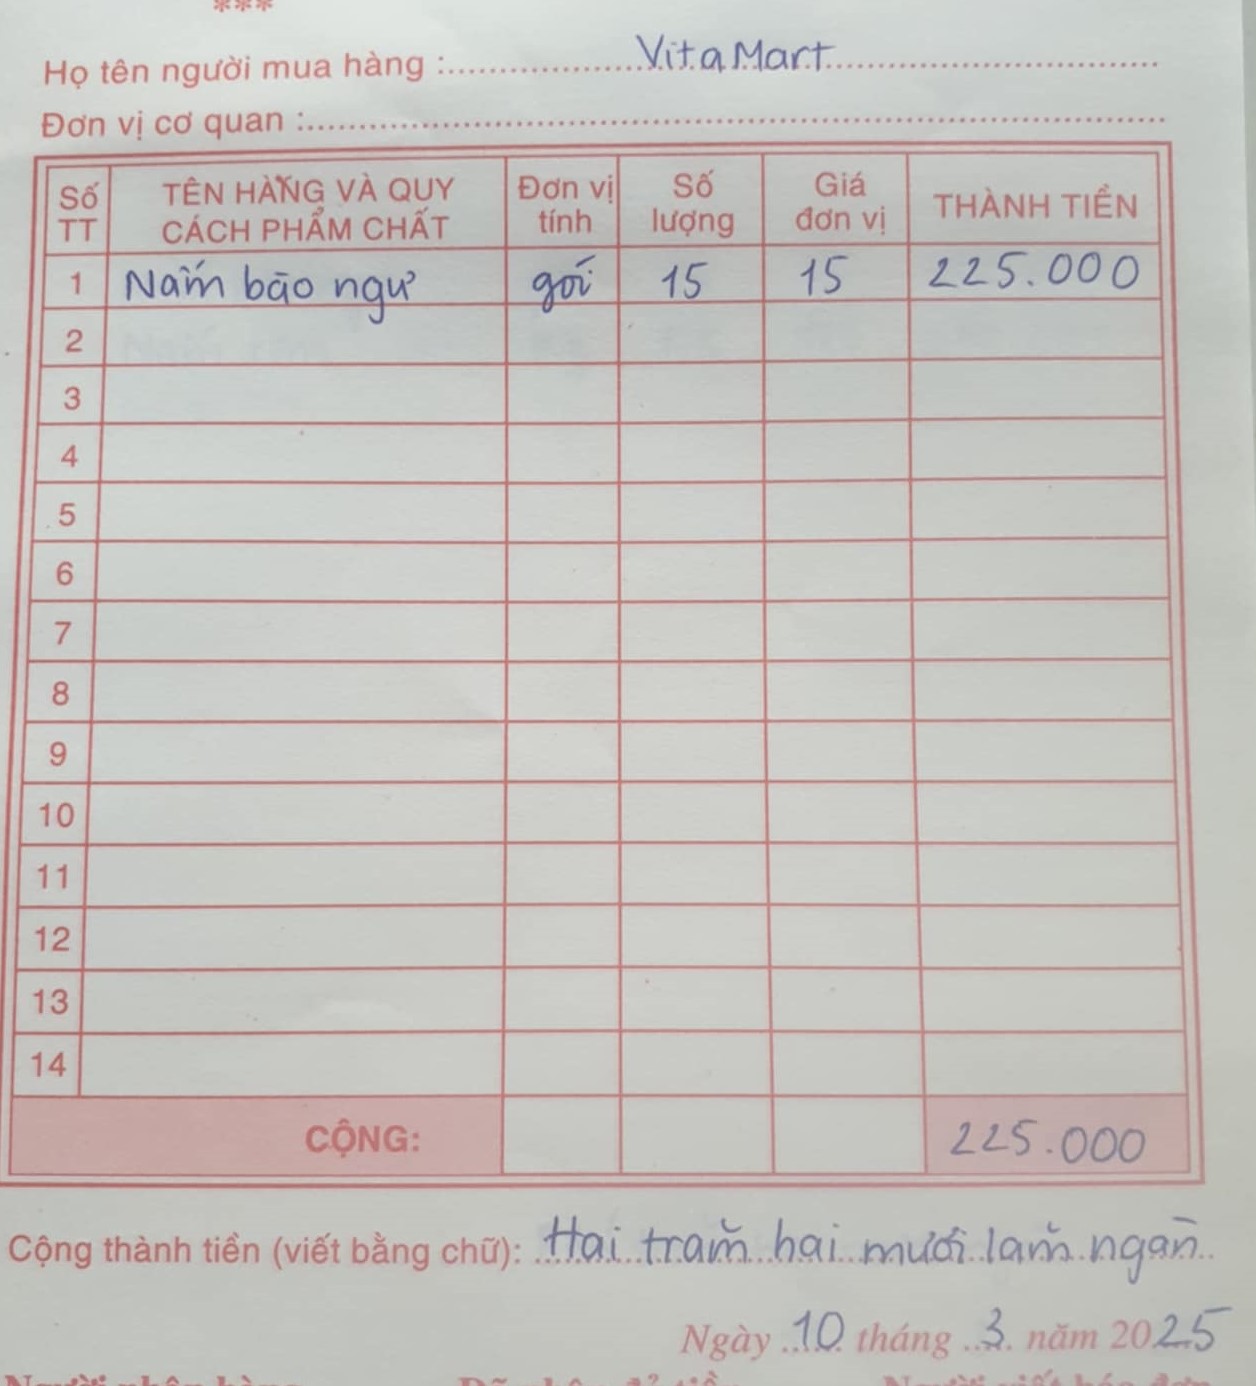 ***
Họ tên người mua hàng : Vita Mart
Đơn vị cơ quan :
Số TT TÊN HÀNG VÀ QUY CÁCH PHẨM CHẤT Đơn vị tính Số lượng Giá đơn vị THÀNH TIỀN
1 Nấm bào ngư gói 15 15 225.000
2
3
4
5
6
7
8
9
10
11
12
13
14
CỘNG: 225.000
Cộng thành tiền (viết bằng chữ): Hai trăm hai mươi lăm ngàn
Ngày 10 tháng 3 năm 2025